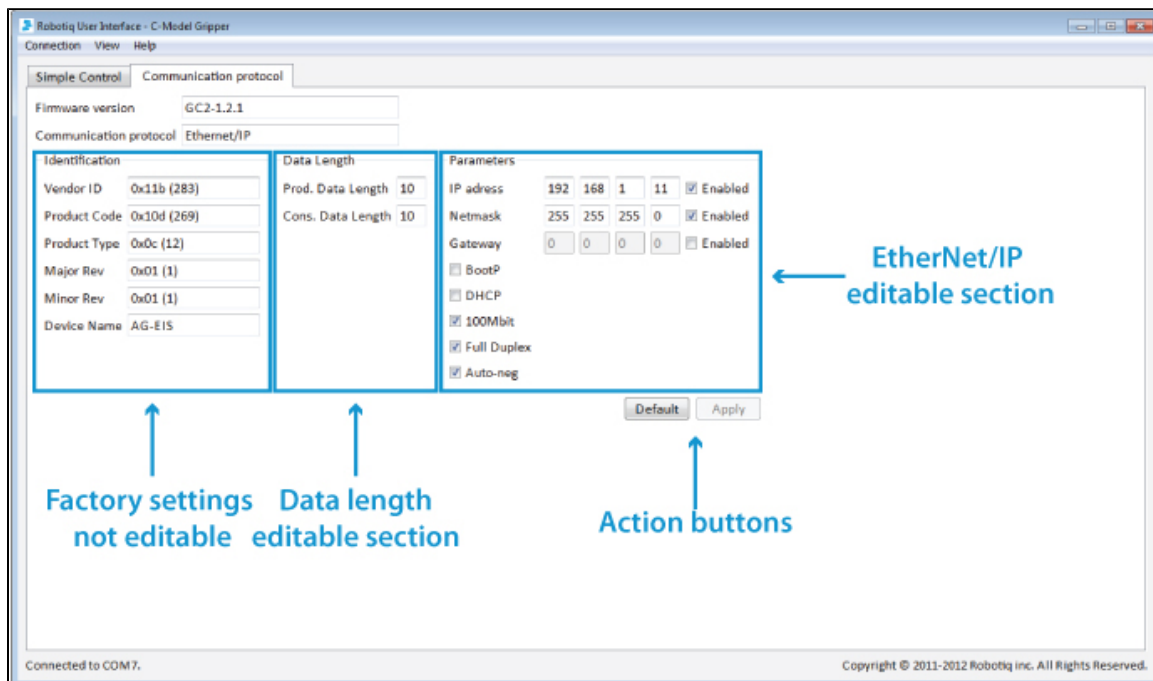 Robotiq User Interface - C-Model Gripper
Connection View Help
Simple Control Communication protocol
Firmware version GC2-1.2.1
Communication protocol Ethernet/IP
Identification
Vendor ID 0x11b (283)
Product Code 0x10d (269)
Product Type 0x0c (12)
Major Rev 0x01 (1)
Minor Rev 0x01 (1)
Device Name AG-EIS
Data Length
Prod. Data Length 10
Cons. Data Length 10
Parameters
IP adress 192 168 1 11 Enabled
Netmask 255 255 255 0 Enabled
Gateway 0 0 0 0 Enabled
BootP
DHCP
100Mbit
Full Duplex
Auto-neg
Default Apply
EtherNet/IP
editable section
Factory settings
not editable
Data length
editable section
Action buttons
Connected to COM7.
Copyright © 2011-2012 Robotiq inc. All Rights Reserved.